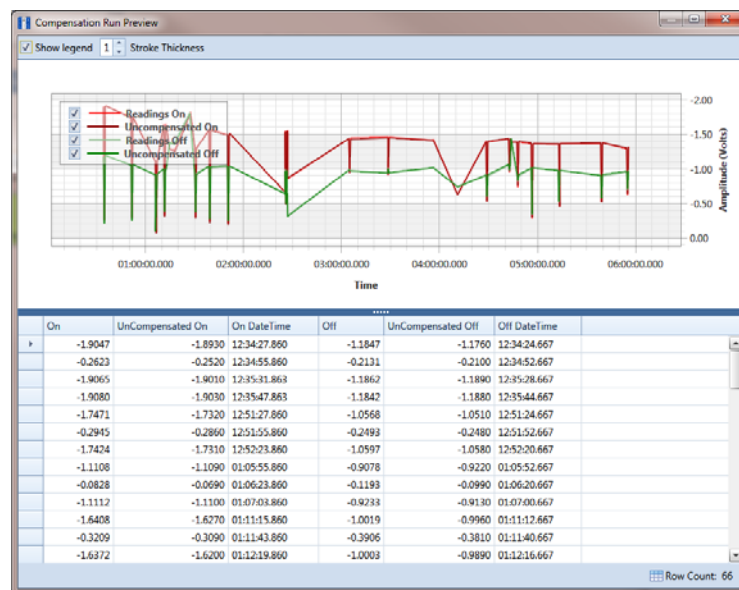 Compensation Run Preview
Show legend 1 Stroke Thickness
Readings On
Uncompensated On
Readings Off
Uncompensated Off
-2.00
-1.50
-1.00
-0.50
0.00
Amplitude (Volts)
01:00:00.000 02:00:00.000 03:00:00.000 04:00:00.000 05:00:00.000 06:00:00.000
Time
On UnCompensated On On DateTime Off UnCompensated Off Off DateTime
-1.9047 -1.8930 12:34:27.860 -1.1847 -1.1760 12:34:24.667
-0.2623 -0.2520 12:34:55.860 -0.2131 -0.2100 12:34:52.667
-1.9065 -1.9010 12:35:31.863 -1.1862 -1.1890 12:35:28.667
-1.9080 -1.9030 12:35:47.863 -1.1842 -1.1880 12:35:44.667
-1.7471 -1.7320 12:51:27.860 -1.0568 -1.0510 12:51:24.667
-0.2945 -0.2860 12:51:55.860 -0.2493 -0.2480 12:51:52.667
-1.7424 -1.7310 12:52:23.860 -1.0597 -1.0580 12:52:20.667
-1.1108 -1.1090 01:05:55.860 -0.9078 -0.9220 01:05:52.667
-0.0828 -0.0690 01:06:23.860 -0.1193 -0.0990 01:06:20.667
-1.1112 -1.1100 01:07:03.860 -0.9233 -0.9130 01:07:00.667
-1.6408 -1.6270 01:11:15.860 -1.0019 -0.9960 01:11:12.667
-0.3209 -0.3090 01:11:43.860 -0.3906 -0.3810 01:11:40.667
-1.6372 -1.6200 01:12:19.860 -1.0003 -0.9890 01:12:16.667
Row Count: 66